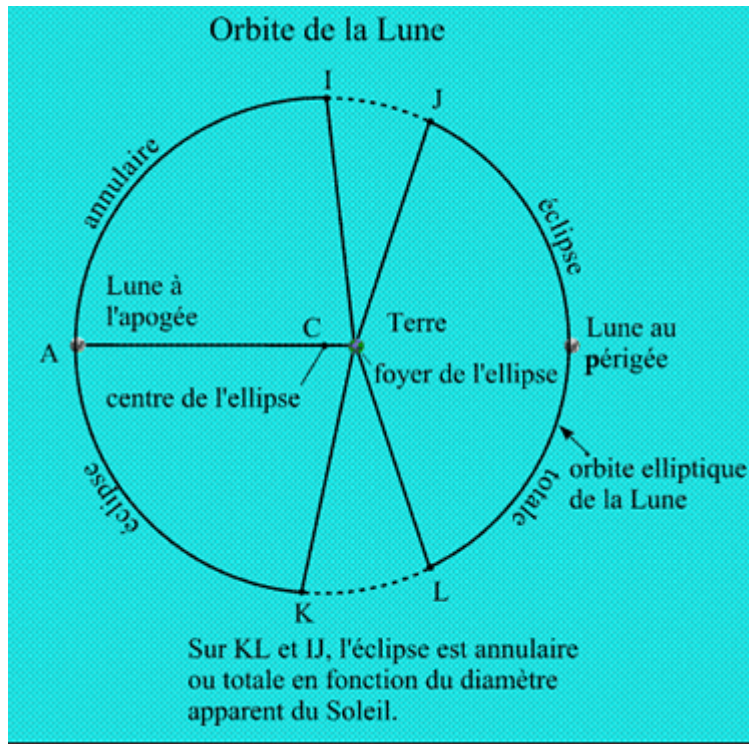 Orbite de la Lune
I
J
annulaire
éclipse
Lune à
l'apogée
C
Terre
Lune au
périgée
A
foyer de l'ellipse
centre de l'ellipse
éclipse
totale
orbite elliptique
de la Lune
K
L
Sur KL et IJ, l'éclipse est annulaire
ou totale en fonction du diamètre
apparent du Soleil.